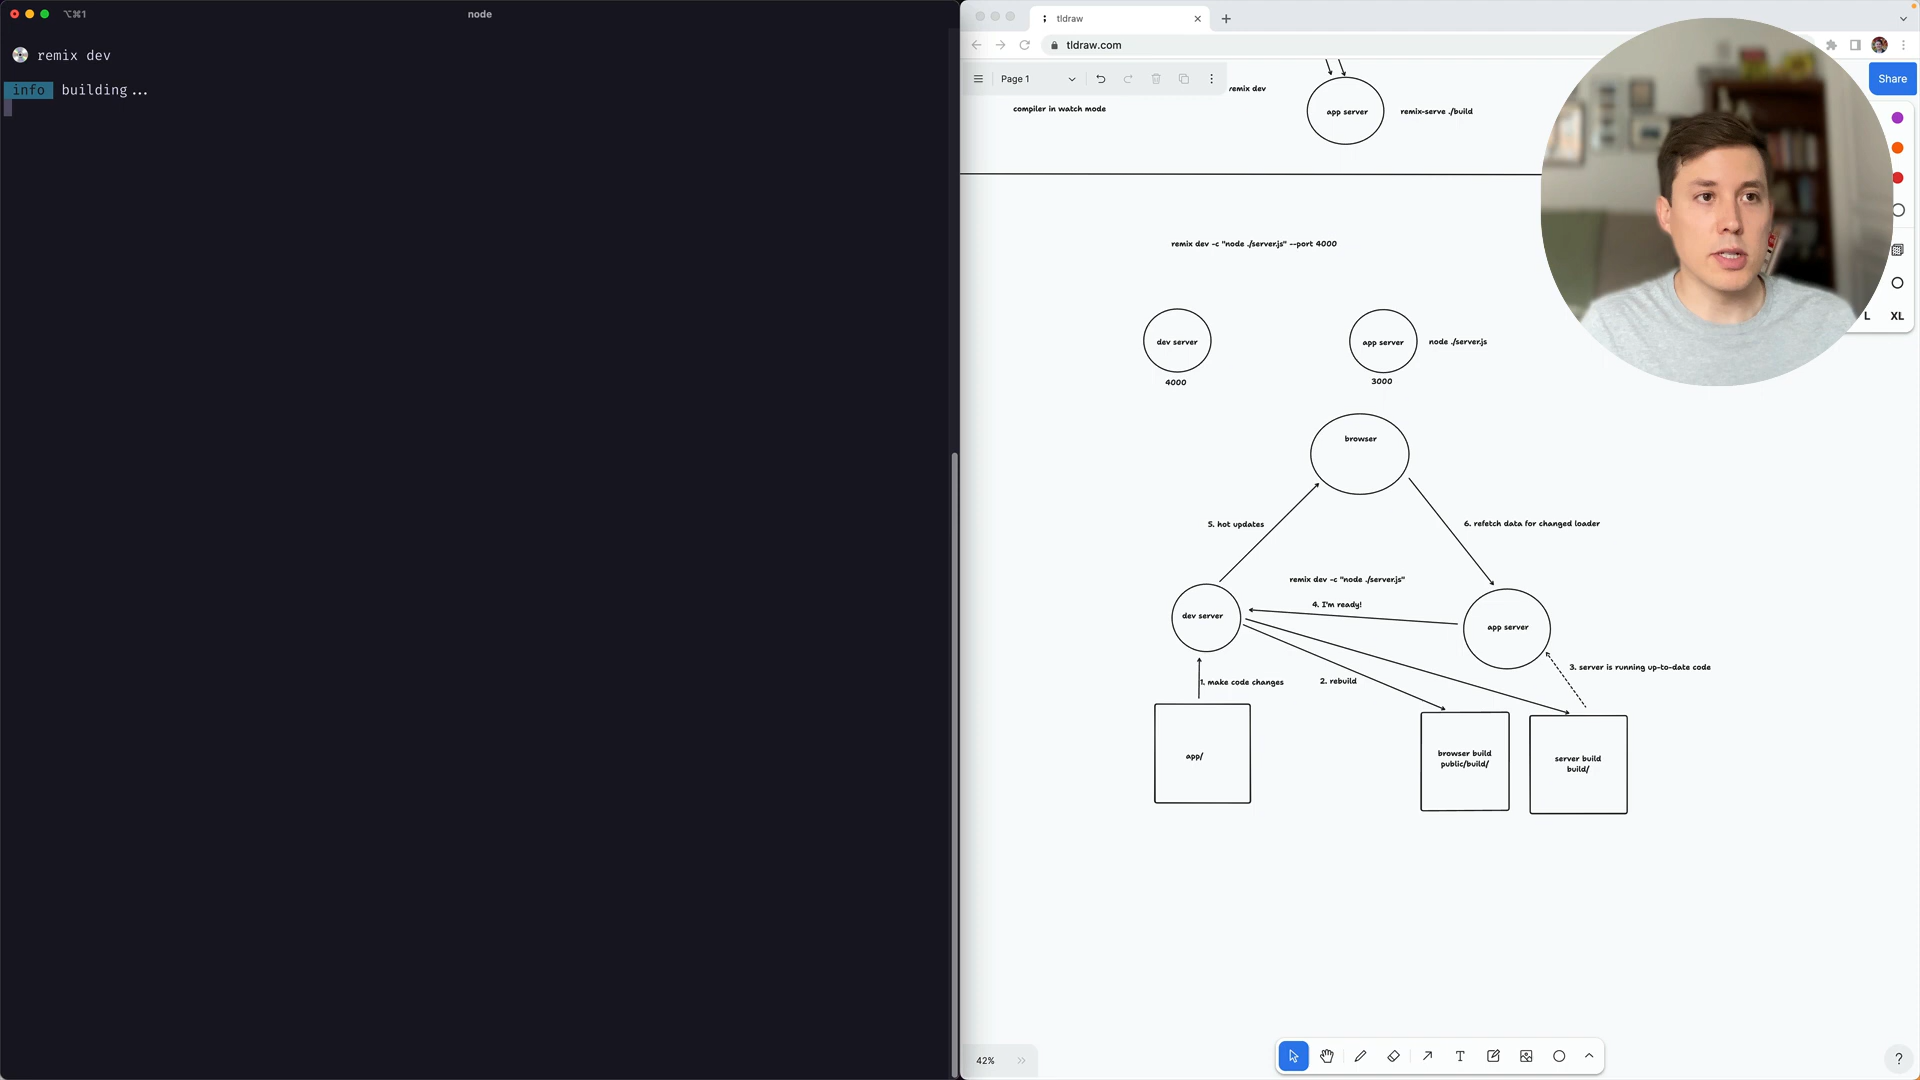 ⌥⌘1
node
remix dev
info building...
tldraw
tldraw.com
Page 1
Share
remix dev
compiler in watch mode
app server
remix-serve ./build
remix dev -c "node ./server.js" --port 4000
dev server
4000
app server
3000
node ./server.js
L
XL
browser
5. hot updates
6. refetch data for changed loader
remix dev -c "node ./server.js"
4. I'm ready!
dev server
app server
3. server is running up-to-date code
1. make code changes
2. rebuild
app/
browser build
public/build/
server build
build/
42%
T
?